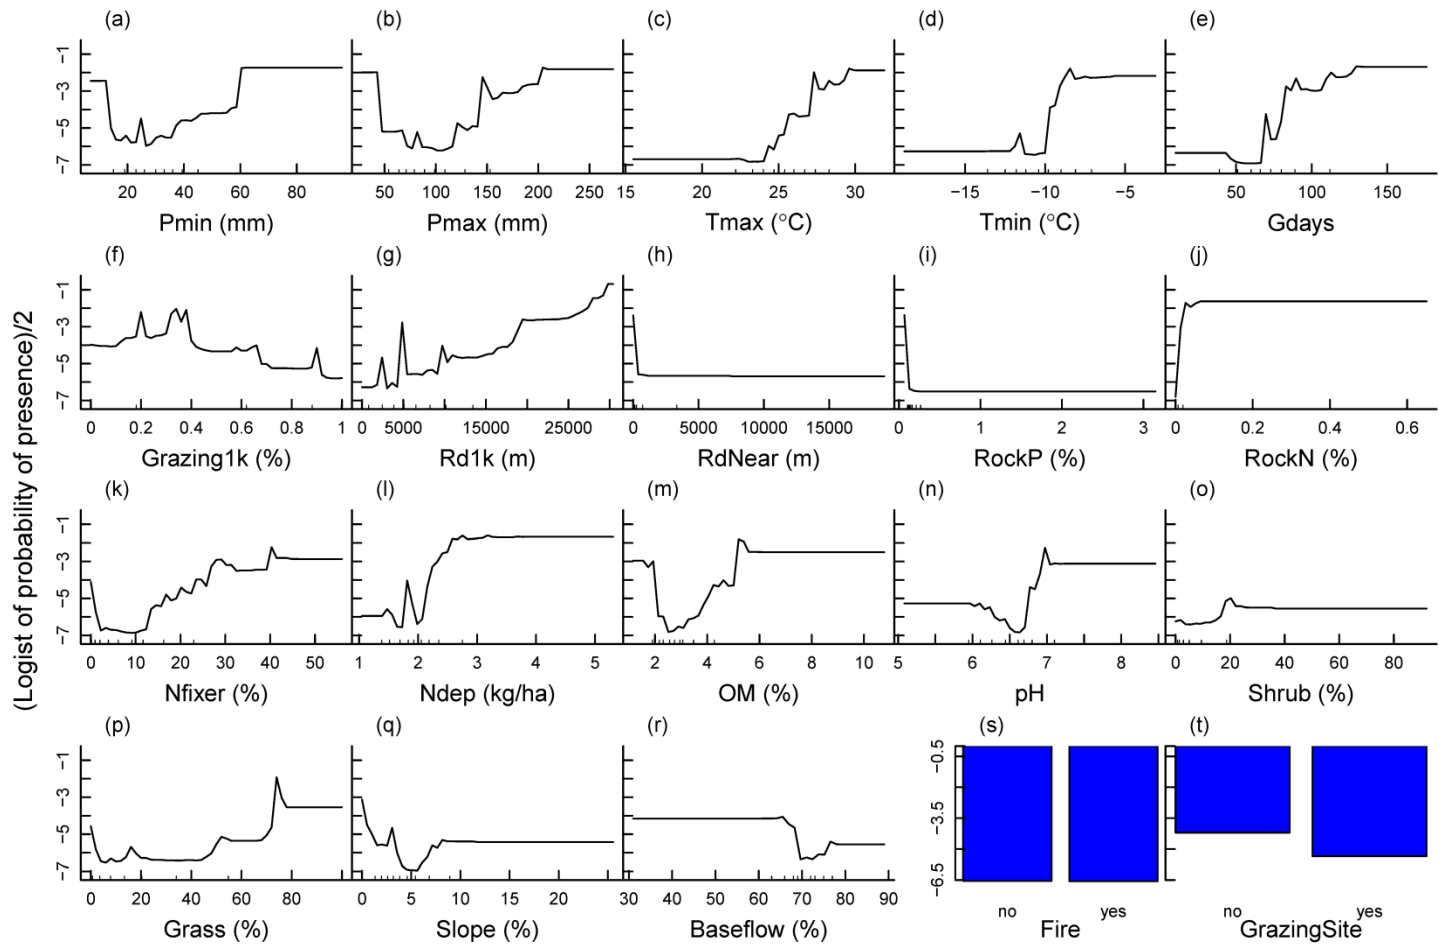 (a) (b) (c) (d) (e)
−1 −3 −5 −7
20 40 60 80 50 100 150 200 250 15 20 25 30 −15 −10 −5 50 100 150
Pmin (mm) Pmax (mm) Tmax (°C) Tmin (°C) Gdays
(f) (g) (h) (i) (j)
−1 −3 −5 −7
0 0.2 0.4 0.6 0.8 1 0 5000 15000 25000 0 5000 10000 15000 0 1 2 3 0 0.2 0.4 0.6
Grazing1k (%) Rd1k (m) RdNear (m) RockP (%) RockN (%)
(Logist of probability of presence)/2
(k) (l) (m) (n) (o)
−1 −3 −5 −7
0 10 20 30 40 50 1 2 3 4 5 2 4 6 8 10 5 6 7 8 0 20 40 60 80
Nfixer (%) Ndep (kg/ha) OM (%) pH Shrub (%)
(p) (q) (r) (s) (t)
−1 −3 −5 −7 −0.5 −3.5 −6.5
0 20 40 60 80 0 5 10 15 20 25 30 40 50 60 70 80 90 no yes no yes
Grass (%) Slope (%) Baseflow (%) Fire GrazingSite